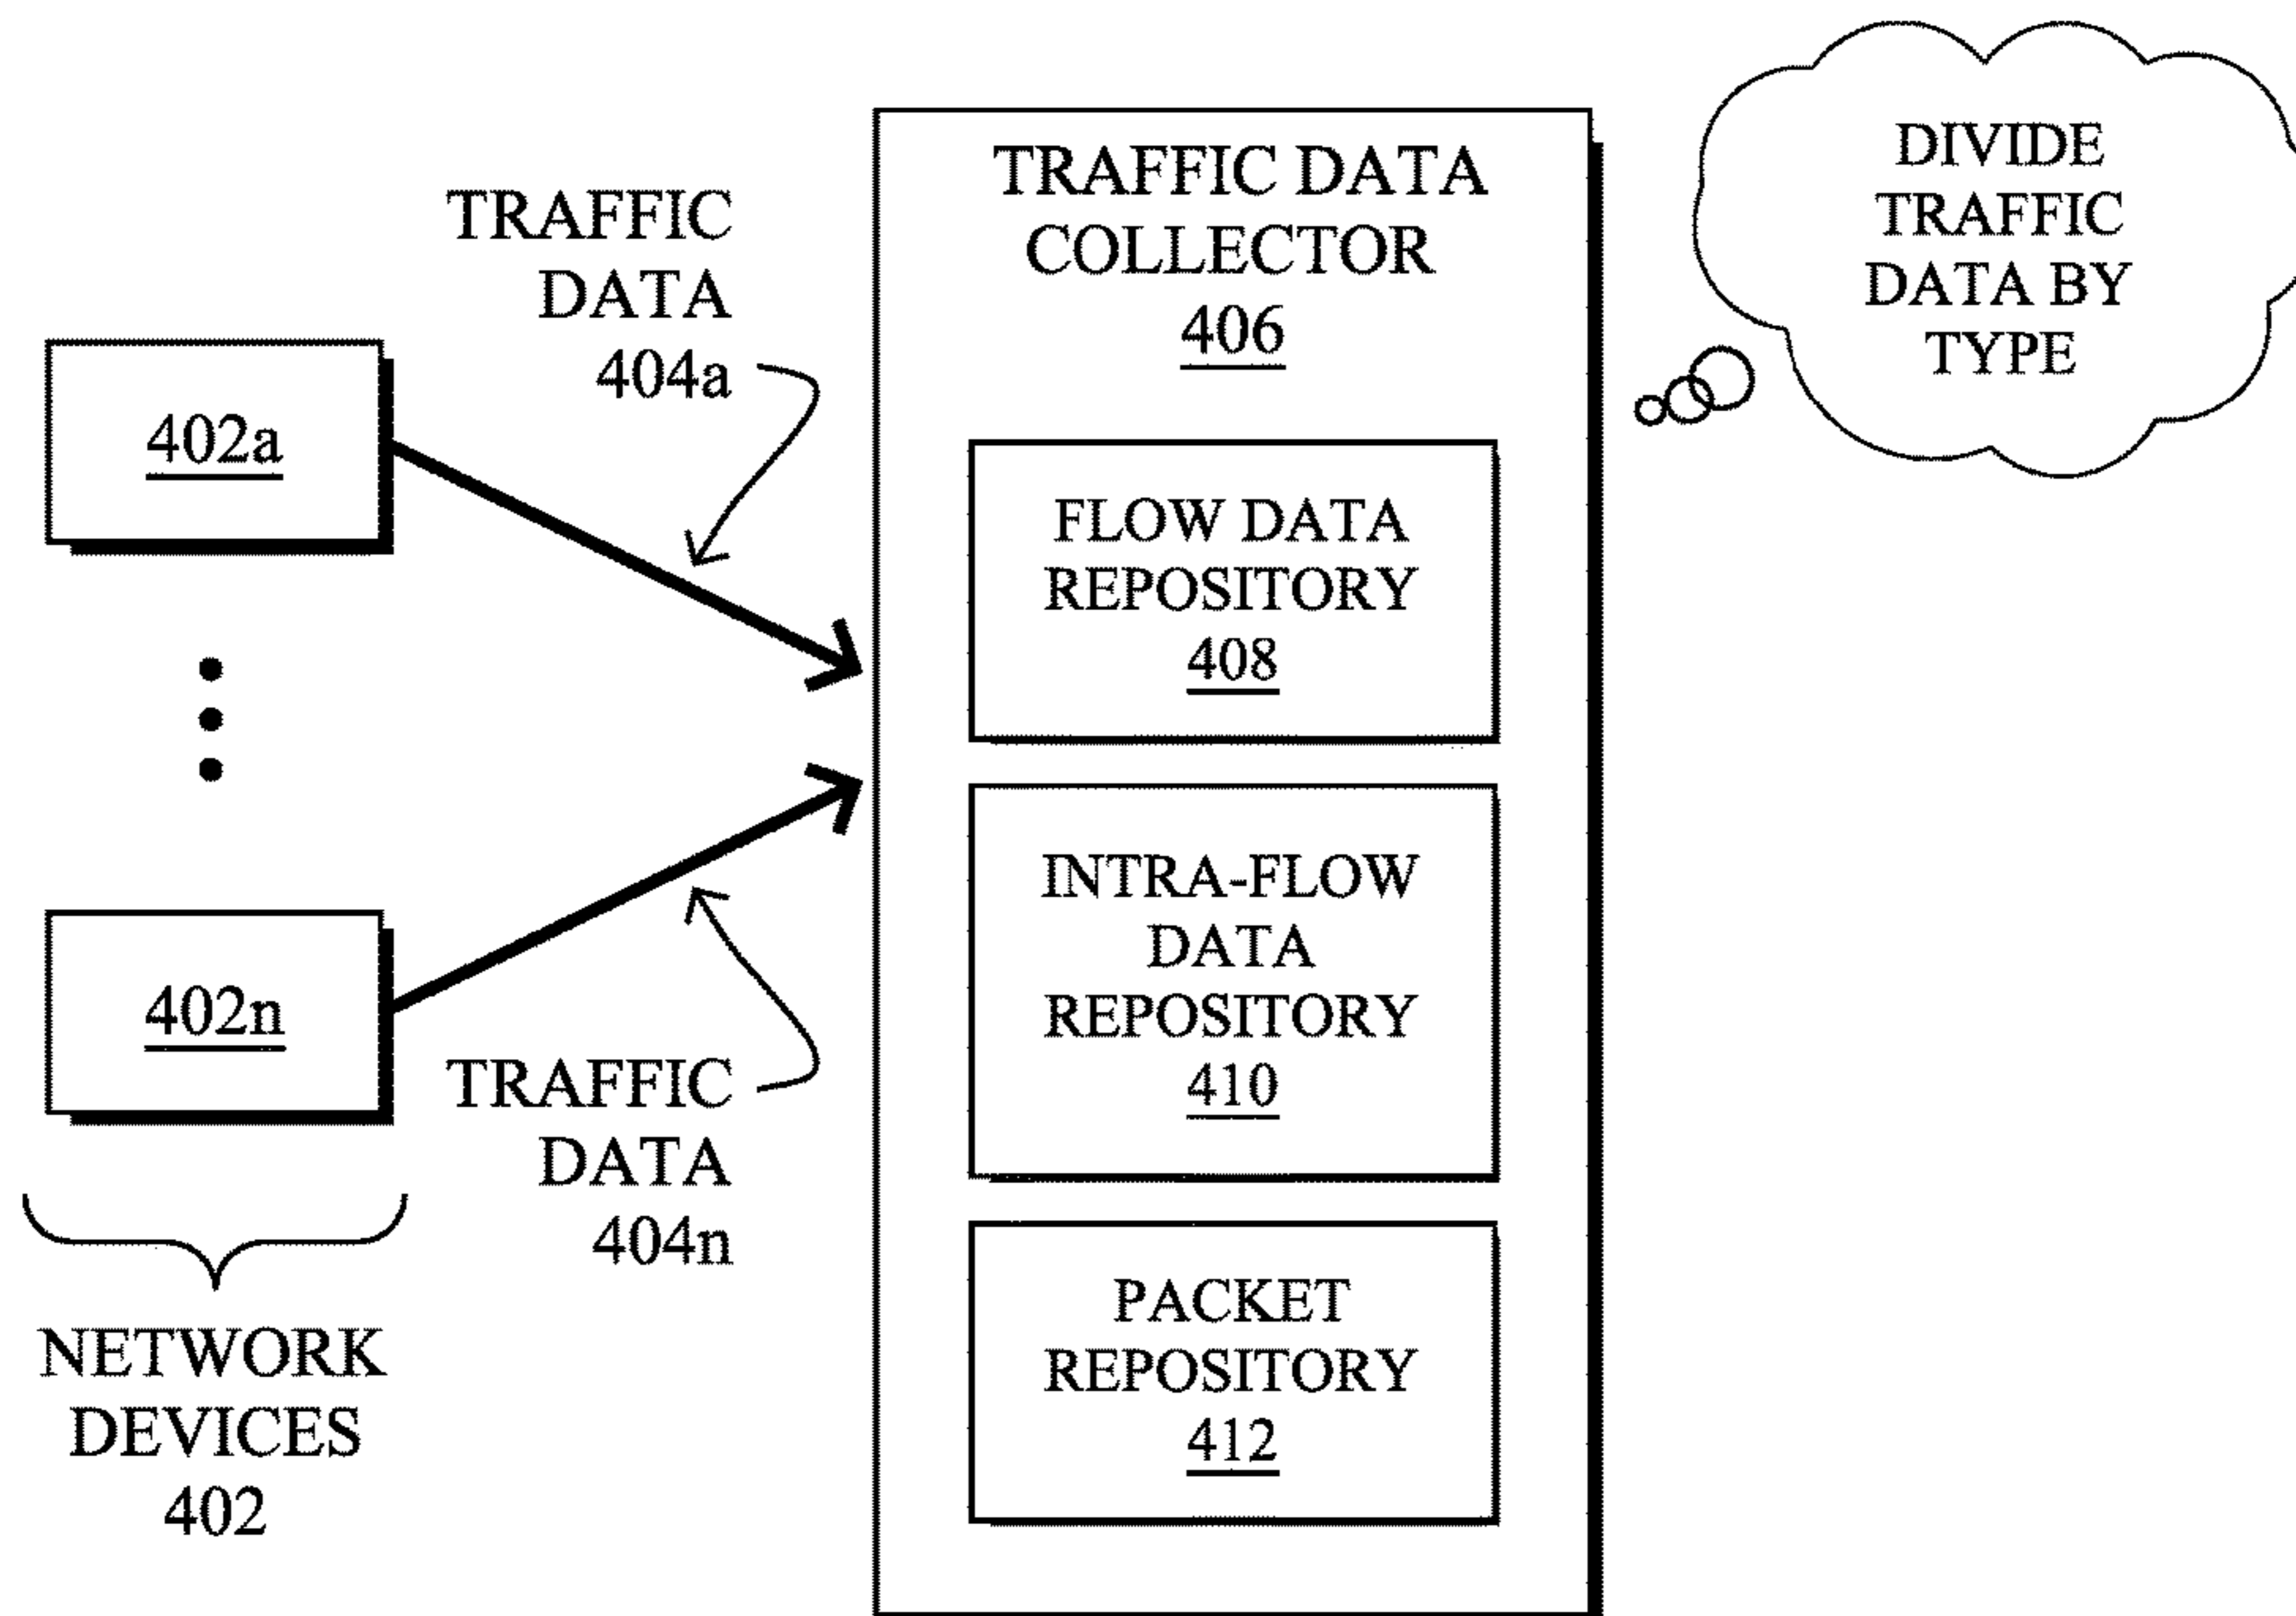 TRAFFIC
DATA
404a
402a
402n
TRAFFIC
DATA
404n
NETWORK
DEVICES
402
TRAFFIC DATA
COLLECTOR
406
FLOW DATA
REPOSITORY
408
INTRA-FLOW
DATA
REPOSITORY
410
PACKET
REPOSITORY
412
DIVIDE
TRAFFIC
DATA BY
TYPE